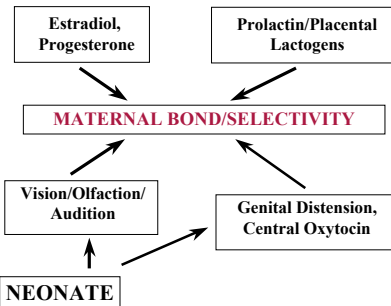 Estradiol,
Progesterone
Prolactin/Placental
Lactogens
MATERNAL BOND/SELECTIVITY
Vision/Olfaction/
Audition
Genital Distension,
Central Oxytocin
NEONATE